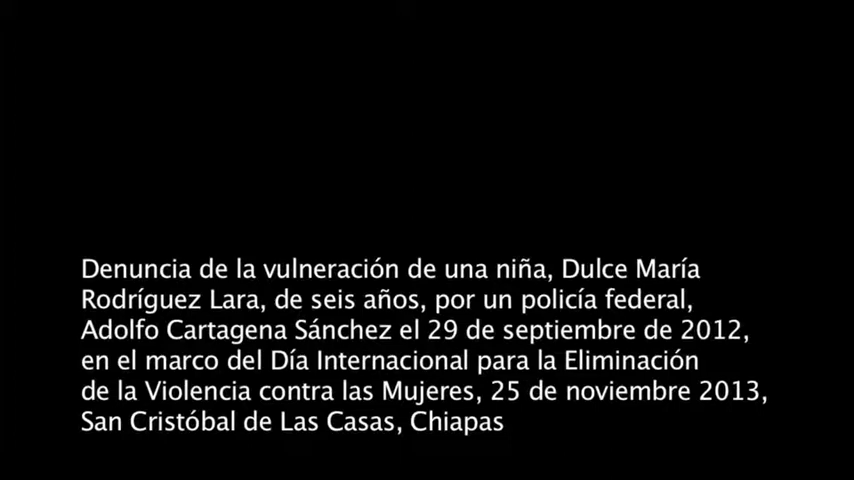 Denuncia de la vulneración de una niña, Dulce María
Rodríguez Lara, de seis años, por un policía federal,
Adolfo Cartagena Sánchez el 29 de septiembre de 2012,
en el marco del Día Internacional para la Eliminación
de la Violencia contra las Mujeres, 25 de noviembre 2013,
San Cristóbal de Las Casas, Chiapas